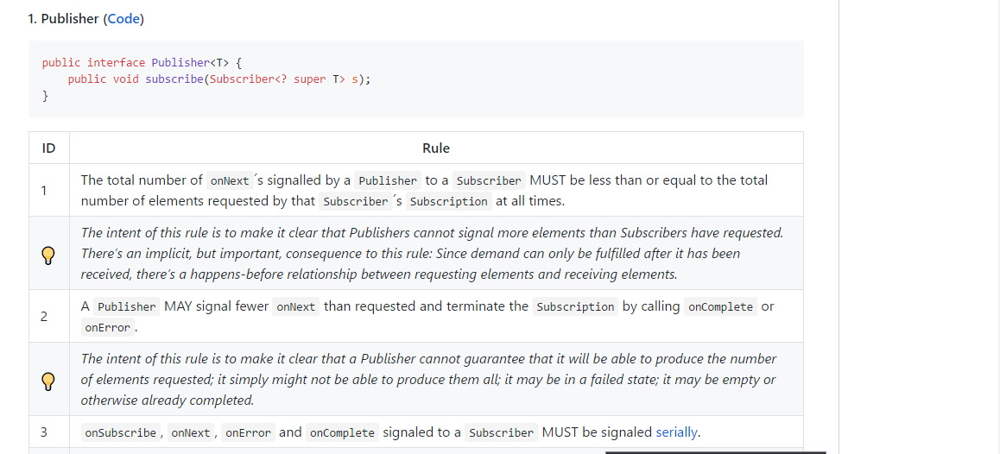 1. Publisher (Code)
public interface Publisher<T> {
    public void subscribe(Subscriber<? super T> s);
}
ID Rule
1 The total number of onNext´s signalled by a Publisher to a Subscriber MUST be less than or equal to the total
number of elements requested by that Subscriber´s Subscription at all times.
The intent of this rule is to make it clear that Publishers cannot signal more elements than Subscribers have requested.
There's an implicit, but important, consequence to this rule: Since demand can only be fulfilled after it has been
received, there's a happens-before relationship between requesting elements and receiving elements.
2 A Publisher MAY signal fewer onNext than requested and terminate the Subscription by calling onComplete or
onError.
The intent of this rule is to make it clear that a Publisher cannot guarantee that it will be able to produce the number
of elements requested; it simply might not be able to produce them all; it may be in a failed state; it may be empty or
otherwise already completed.
3 onSubscribe, onNext, onError and onComplete signaled to a Subscriber MUST be signaled serially.